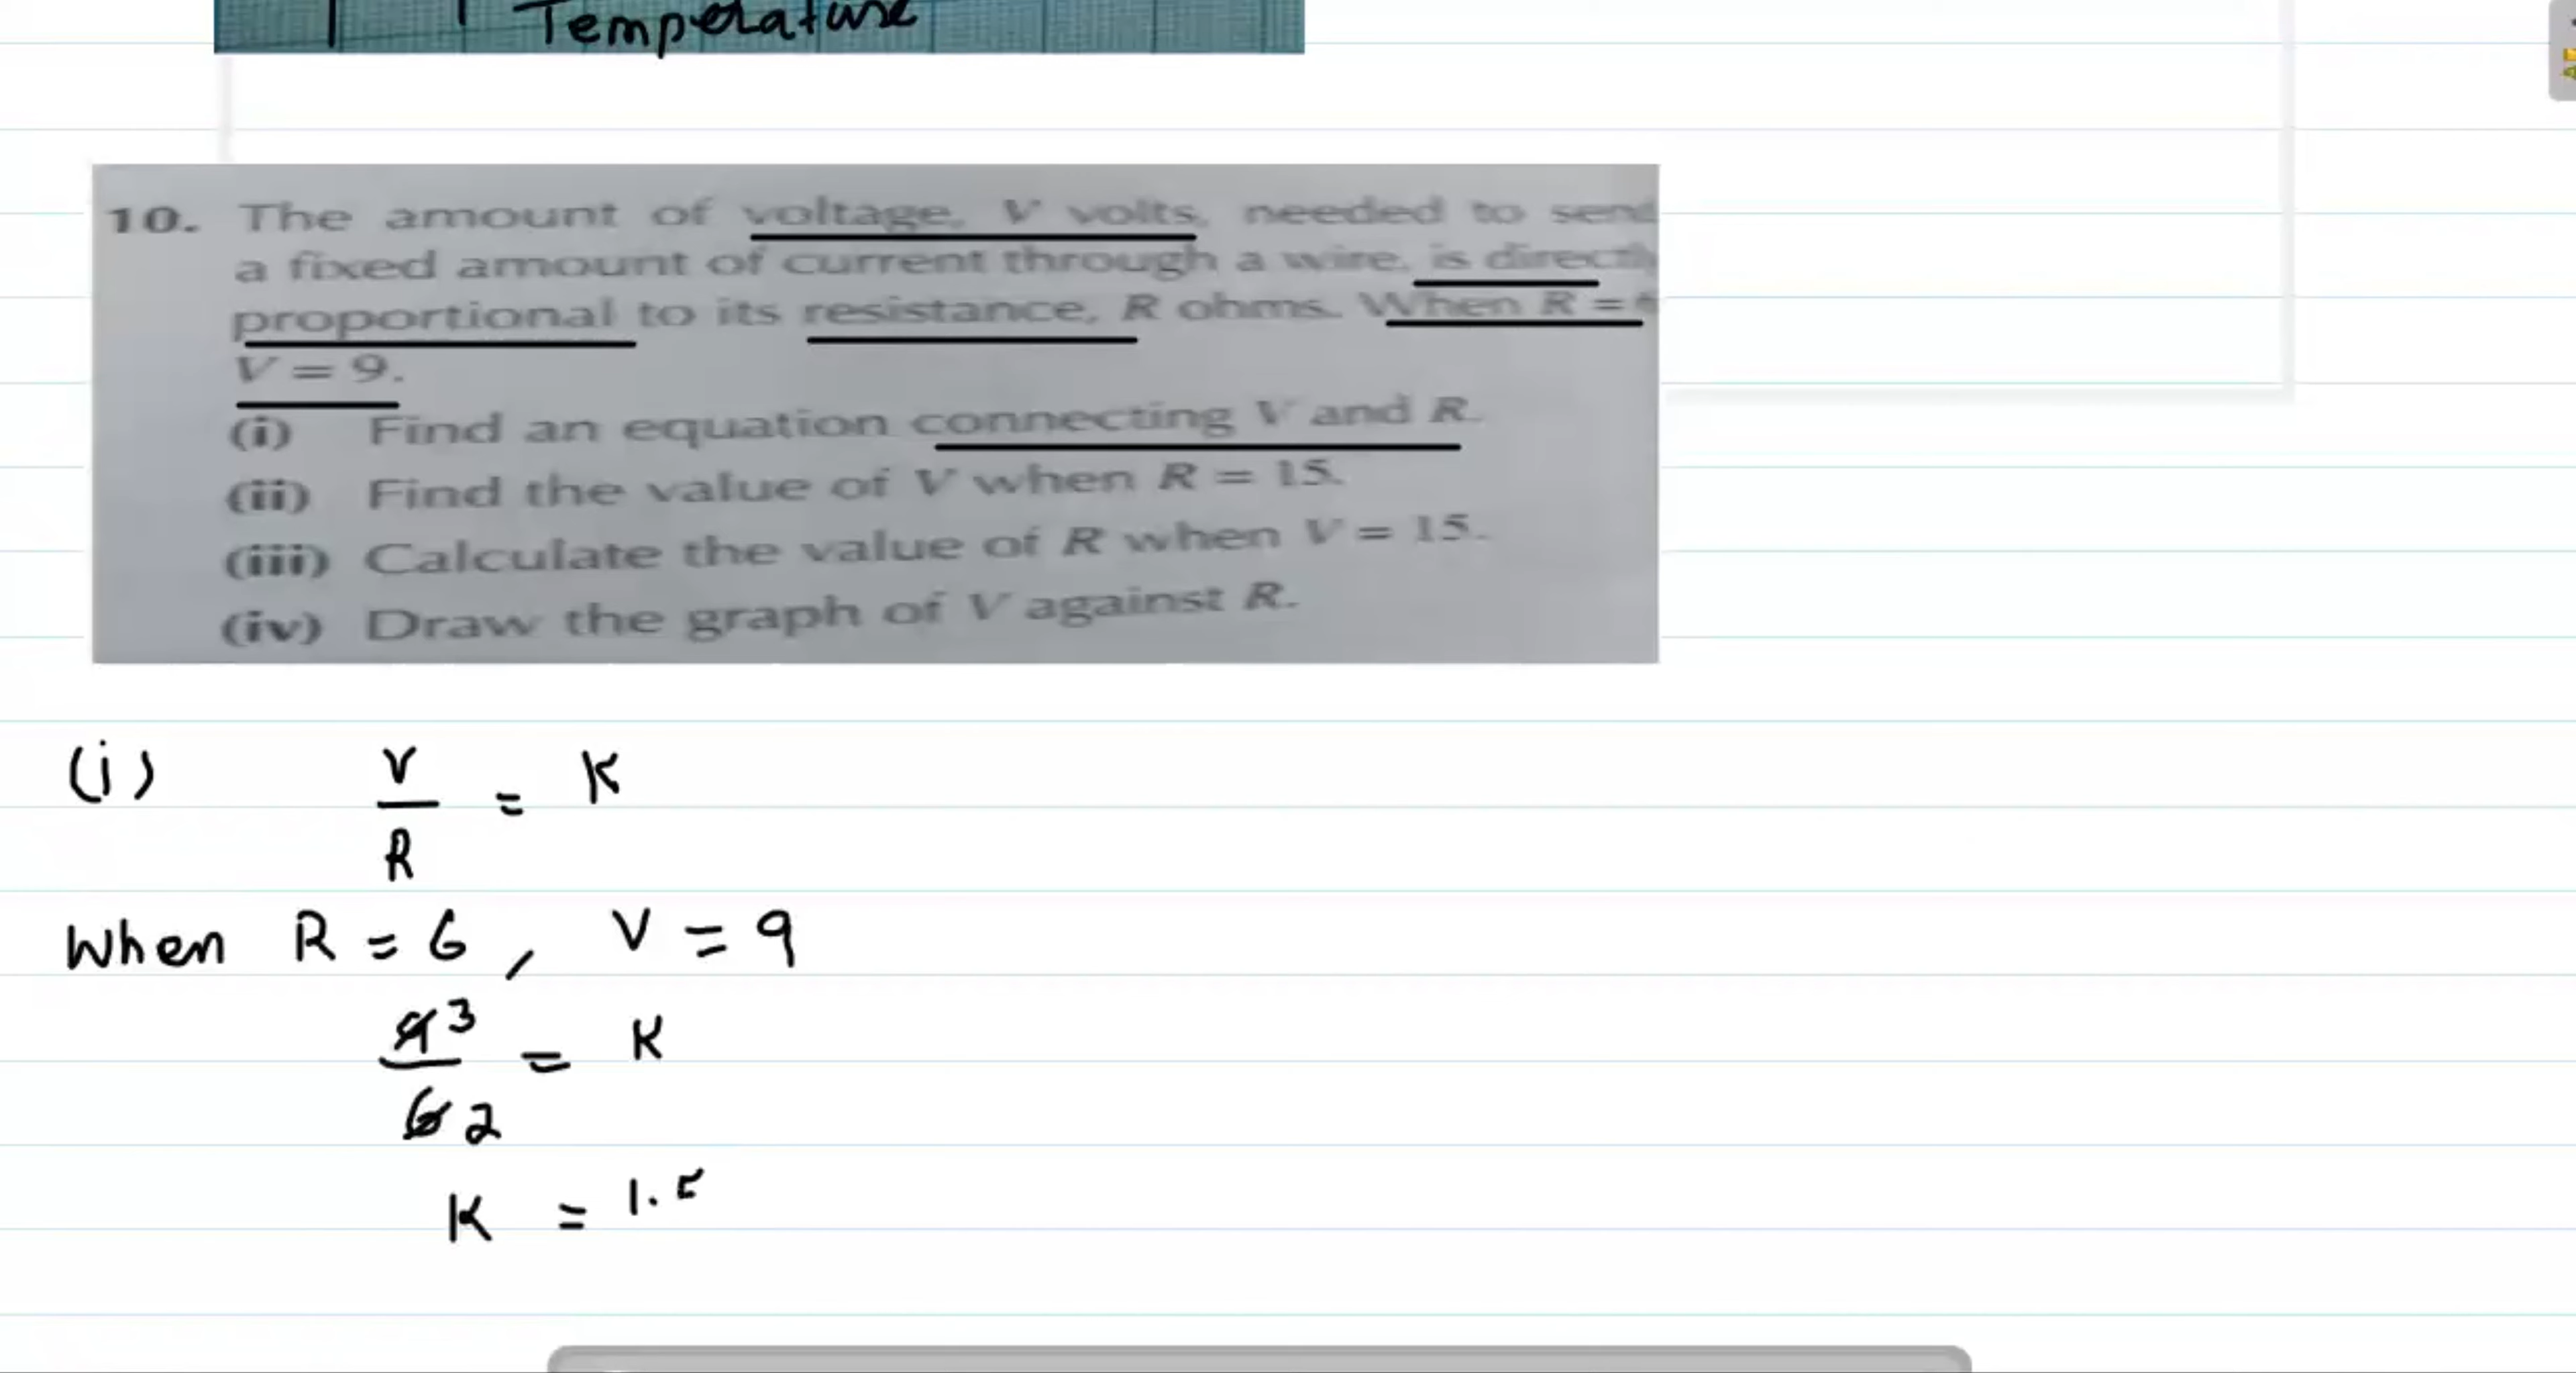 Temperature
10. The amount of voltage, V volts, needed to send
a fixed amount of current through a wire, is directly
proportional to its resistance, R ohms. When R = 6
V = 9.
(i) Find an equation connecting V and R.
(ii) Find the value of V when R = 15.
(iii) Calculate the value of R when V = 15.
(iv) Draw the graph of V against R.
(i) V/R = K
When R = 6, V = 9
9 3 / 6 2 = K
K = 1.5